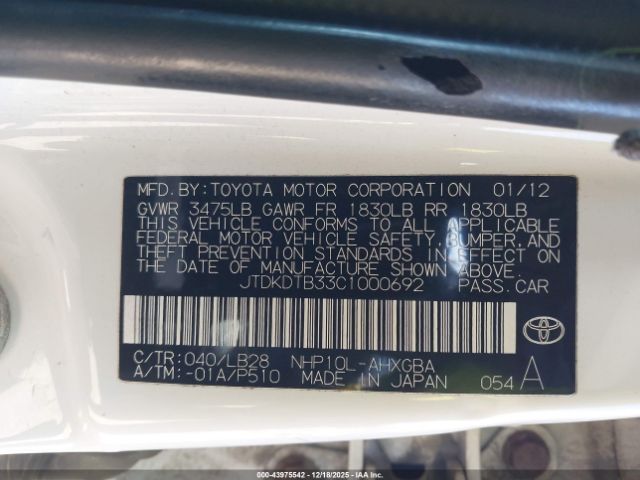 MFD. BY: TOYOTA MOTOR CORPORATION 01/12
GVWR 3475LB GAWR FR 1830LB RR 1830LB
THIS VEHICLE CONFORMS TO ALL APPLICABLE
FEDERAL MOTOR VEHICLE SAFETY, BUMPER, AND
THEFT PREVENTION STANDARDS IN EFFECT ON
THE DATE OF MANUFACTURE SHOWN ABOVE.
JTDKDTB33C1000692 PASS. CAR
C/TR: 040/LB28 NHP10L-AHXGBA
A/TM: -01A/P510 MADE IN JAPAN 054 A
000-43975542 - 12/18/2025 - IAA Inc.